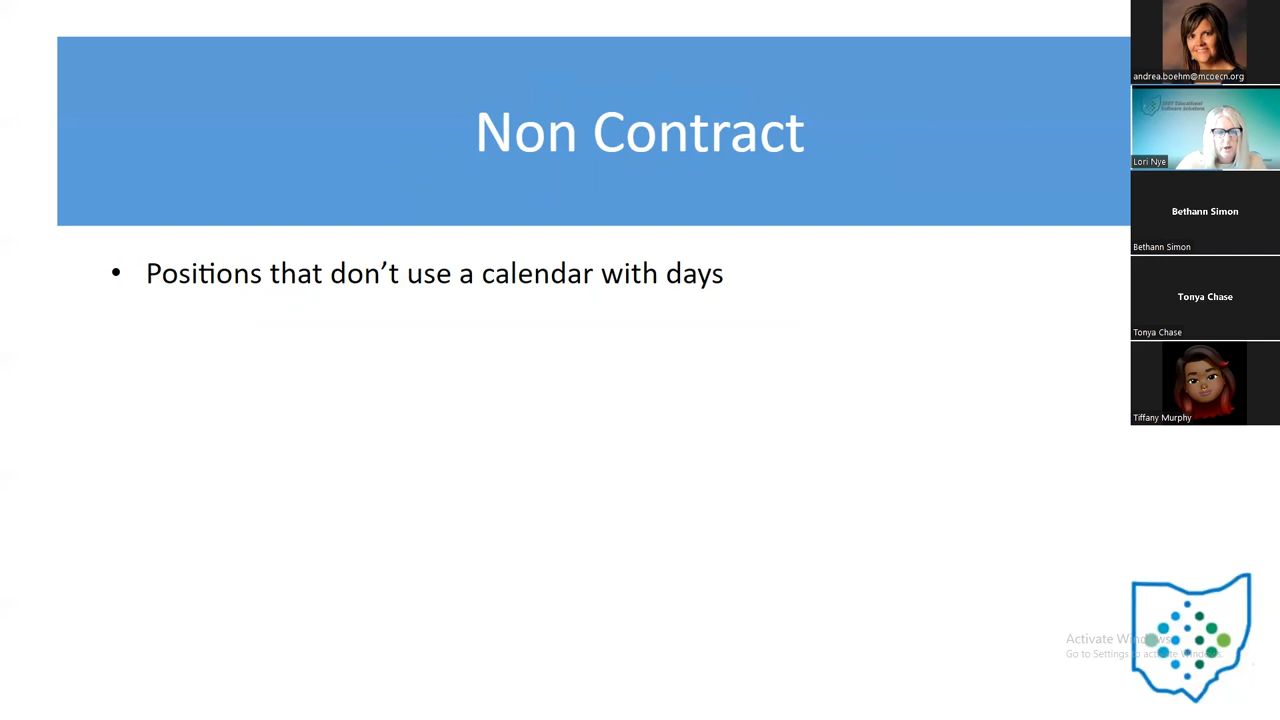 Non Contract
• Positions that don't use a calendar with days
andrea.boehm@mcoecn.org
Lori Nye
Bethann Simon
Bethann Simon
Tonya Chase
Tonya Chase
Tiffany Murphy
Activate Windows
Go to Settings to activate Windows.